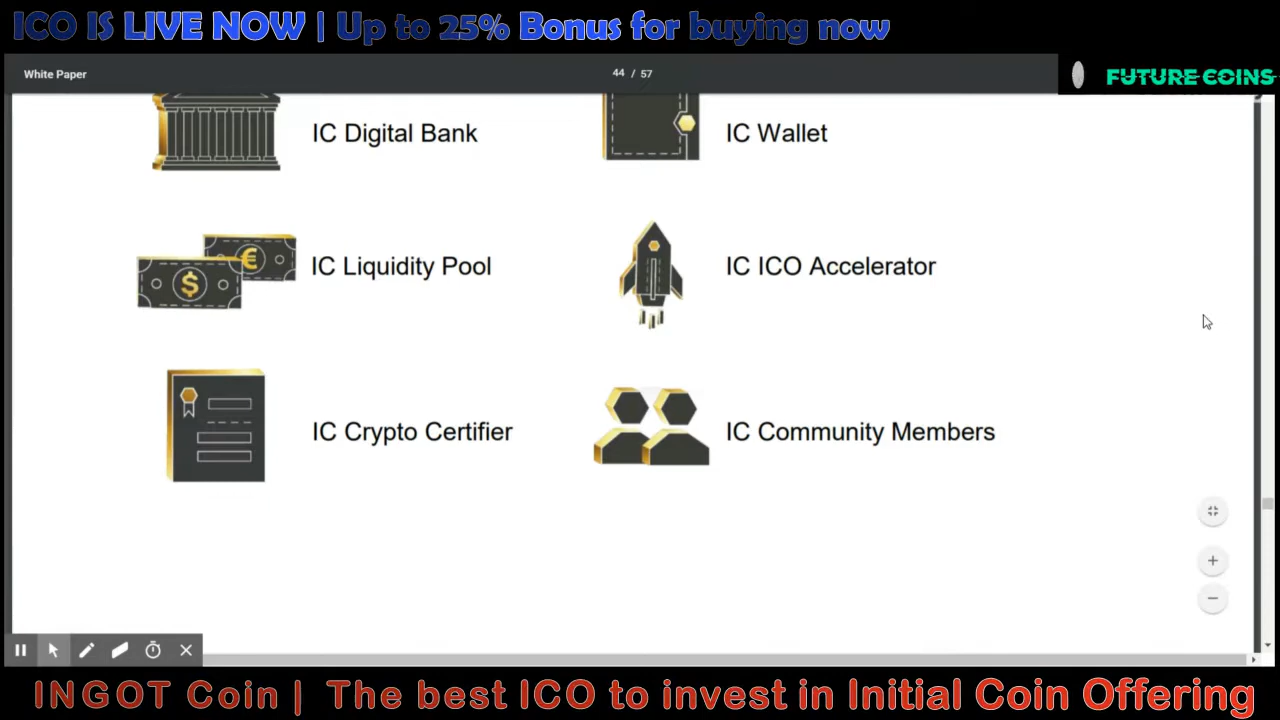 ICO IS LIVE NOW | Up to 25% Bonus for buying now
White Paper
44 / 57
FUTURE COINS
IC Digital Bank
IC Wallet
$ €
IC Liquidity Pool
IC ICO Accelerator
IC Crypto Certifier
IC Community Members
INGOT Coin | The best ICO to invest in Initial Coin Offering